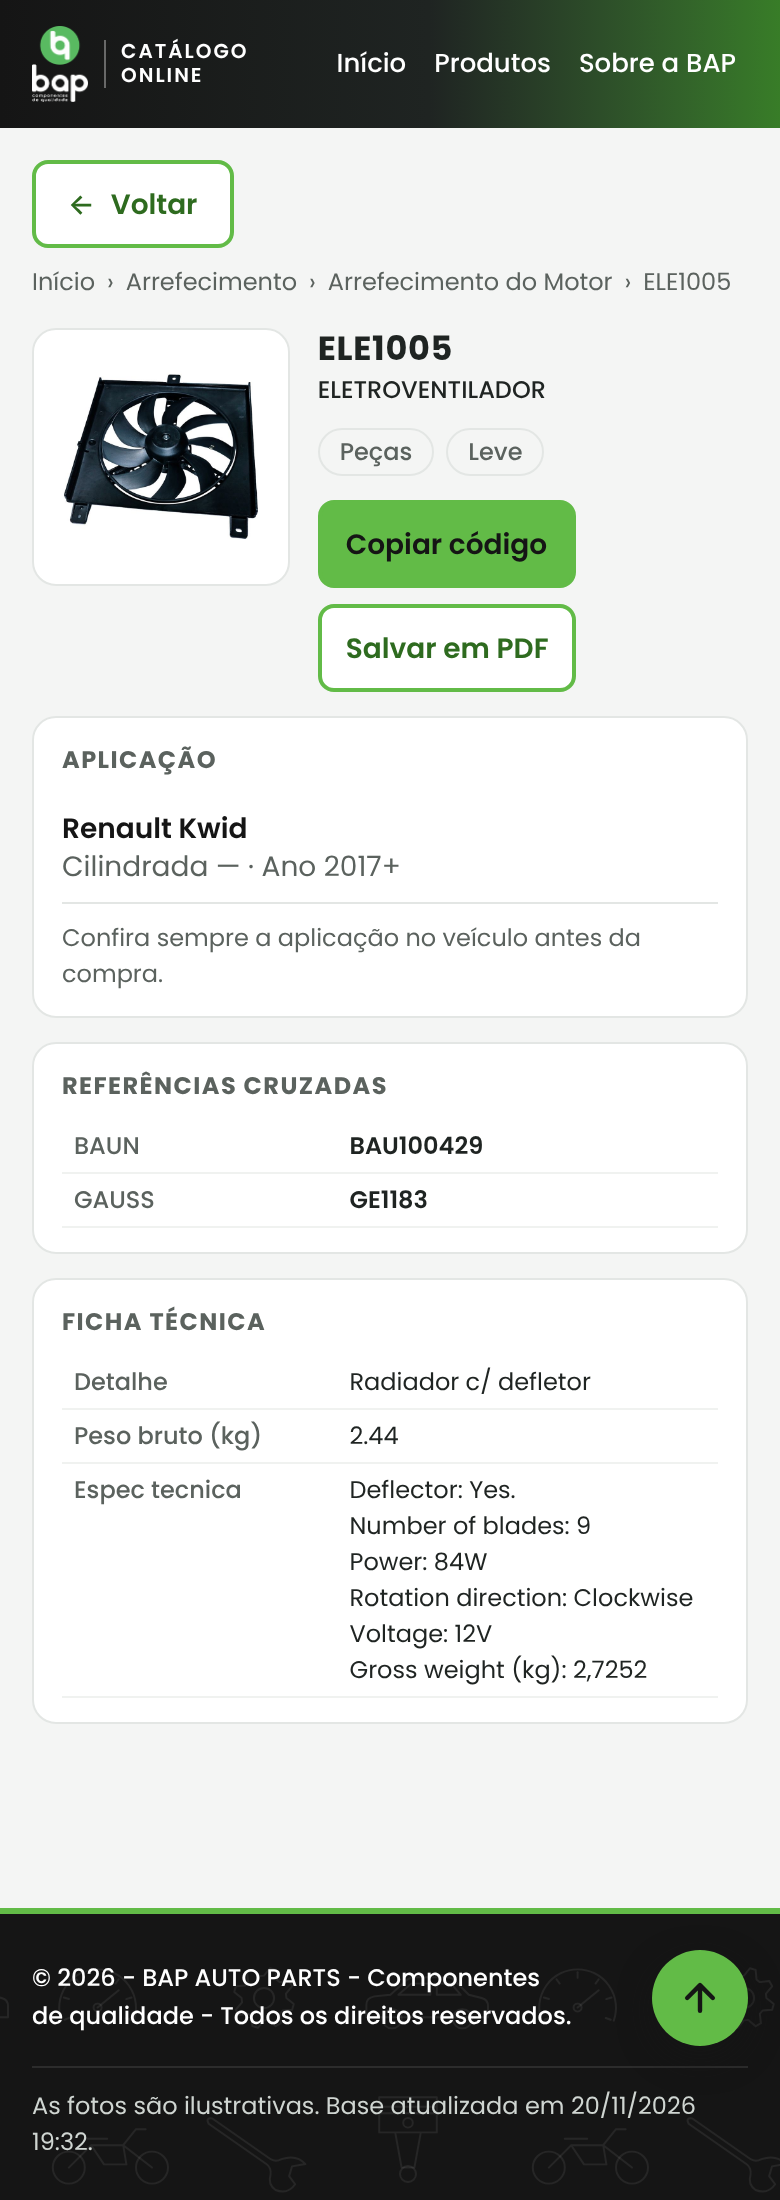 bap
componentes
de qualidade
CATÁLOGO
ONLINE
Início
Produtos
Sobre a BAP
← Voltar
Início › Arrefecimento › Arrefecimento do Motor › ELE1005
ELE1005
ELETROVENTILADOR
Peças
Leve
Copiar código
Salvar em PDF
APLICAÇÃO
Renault Kwid
Cilindrada — · Ano 2017+
Confira sempre a aplicação no veículo antes da
compra.
REFERÊNCIAS CRUZADAS
BAUN BAU100429
GAUSS GE1183
FICHA TÉCNICA
Detalhe Radiador c/ defletor
Peso bruto (kg) 2.44
Espec tecnica Deflector: Yes.
Number of blades: 9
Power: 84W
Rotation direction: Clockwise
Voltage: 12V
Gross weight (kg): 2,7252
© 2026 - BAP AUTO PARTS - Componentes
de qualidade - Todos os direitos reservados.
As fotos são ilustrativas. Base atualizada em 20/11/2026
19:32.